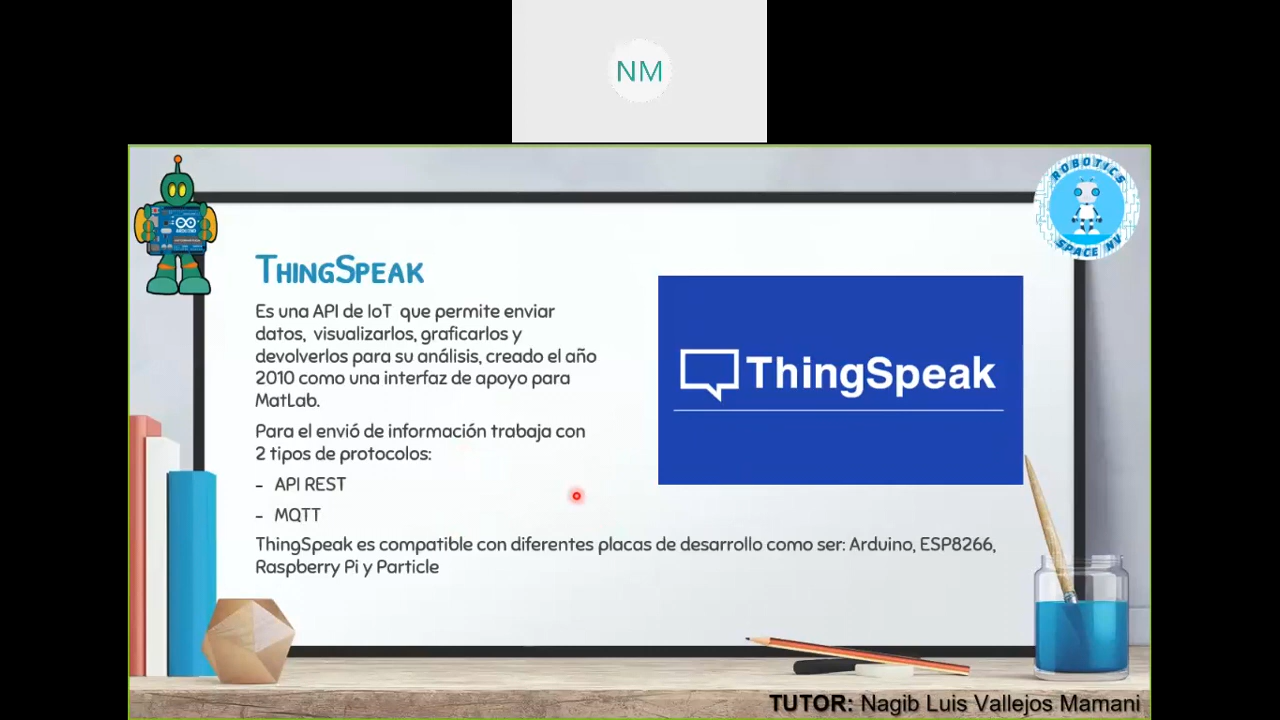 NM
ROBOTICS
SPACE NV
ARDUINO
THINGSPEAK
Es una API de IoT que permite enviar
datos, visualizarlos, graficarlos y
devolverlos para su análisis, creado el año
2010 como una interfaz de apoyo para
MatLab.
Para el envió de información trabaja con
2 tipos de protocolos:
- API REST
- MQTT
ThingSpeak es compatible con diferentes placas de desarrollo como ser: Arduino, ESP8266,
Raspberry Pi y Particle
ThingSpeak
TUTOR: Nagib Luis Vallejos Mamani